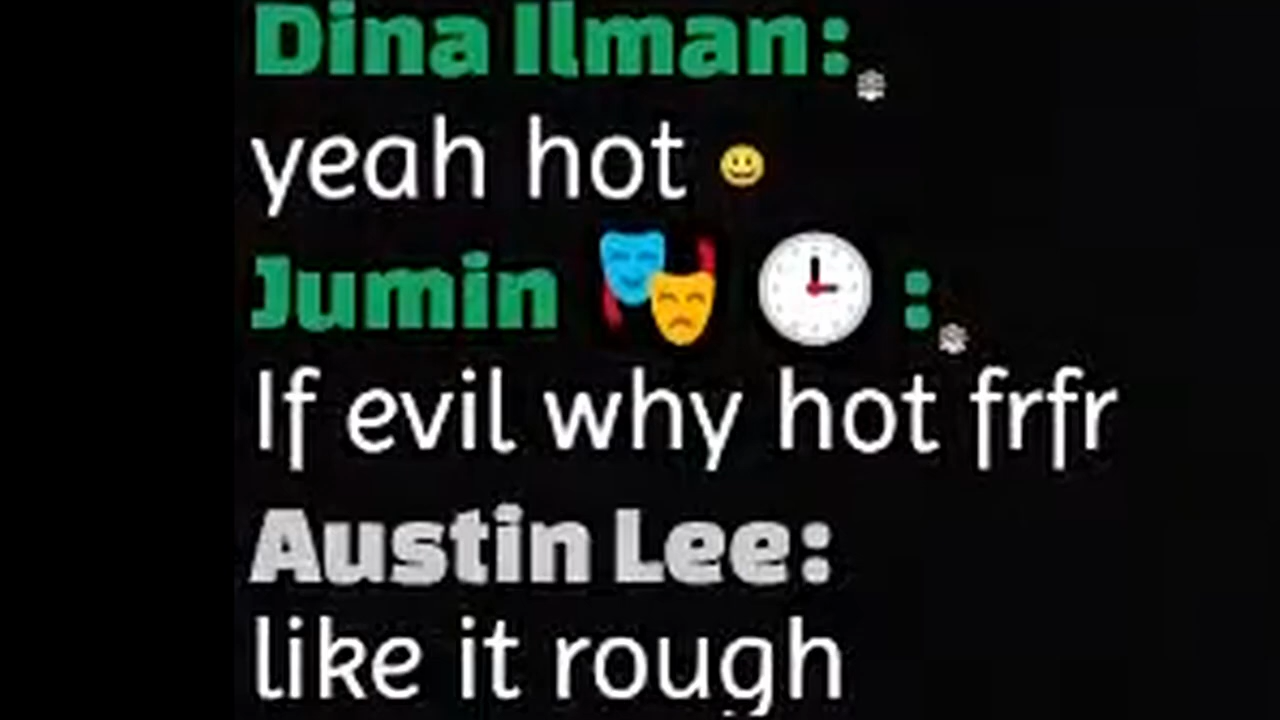 Dina Ilman:
yeah hot 😀
Jumin 🎭 🕒 :
If evil why hot frfr
Austin Lee:
like it rough